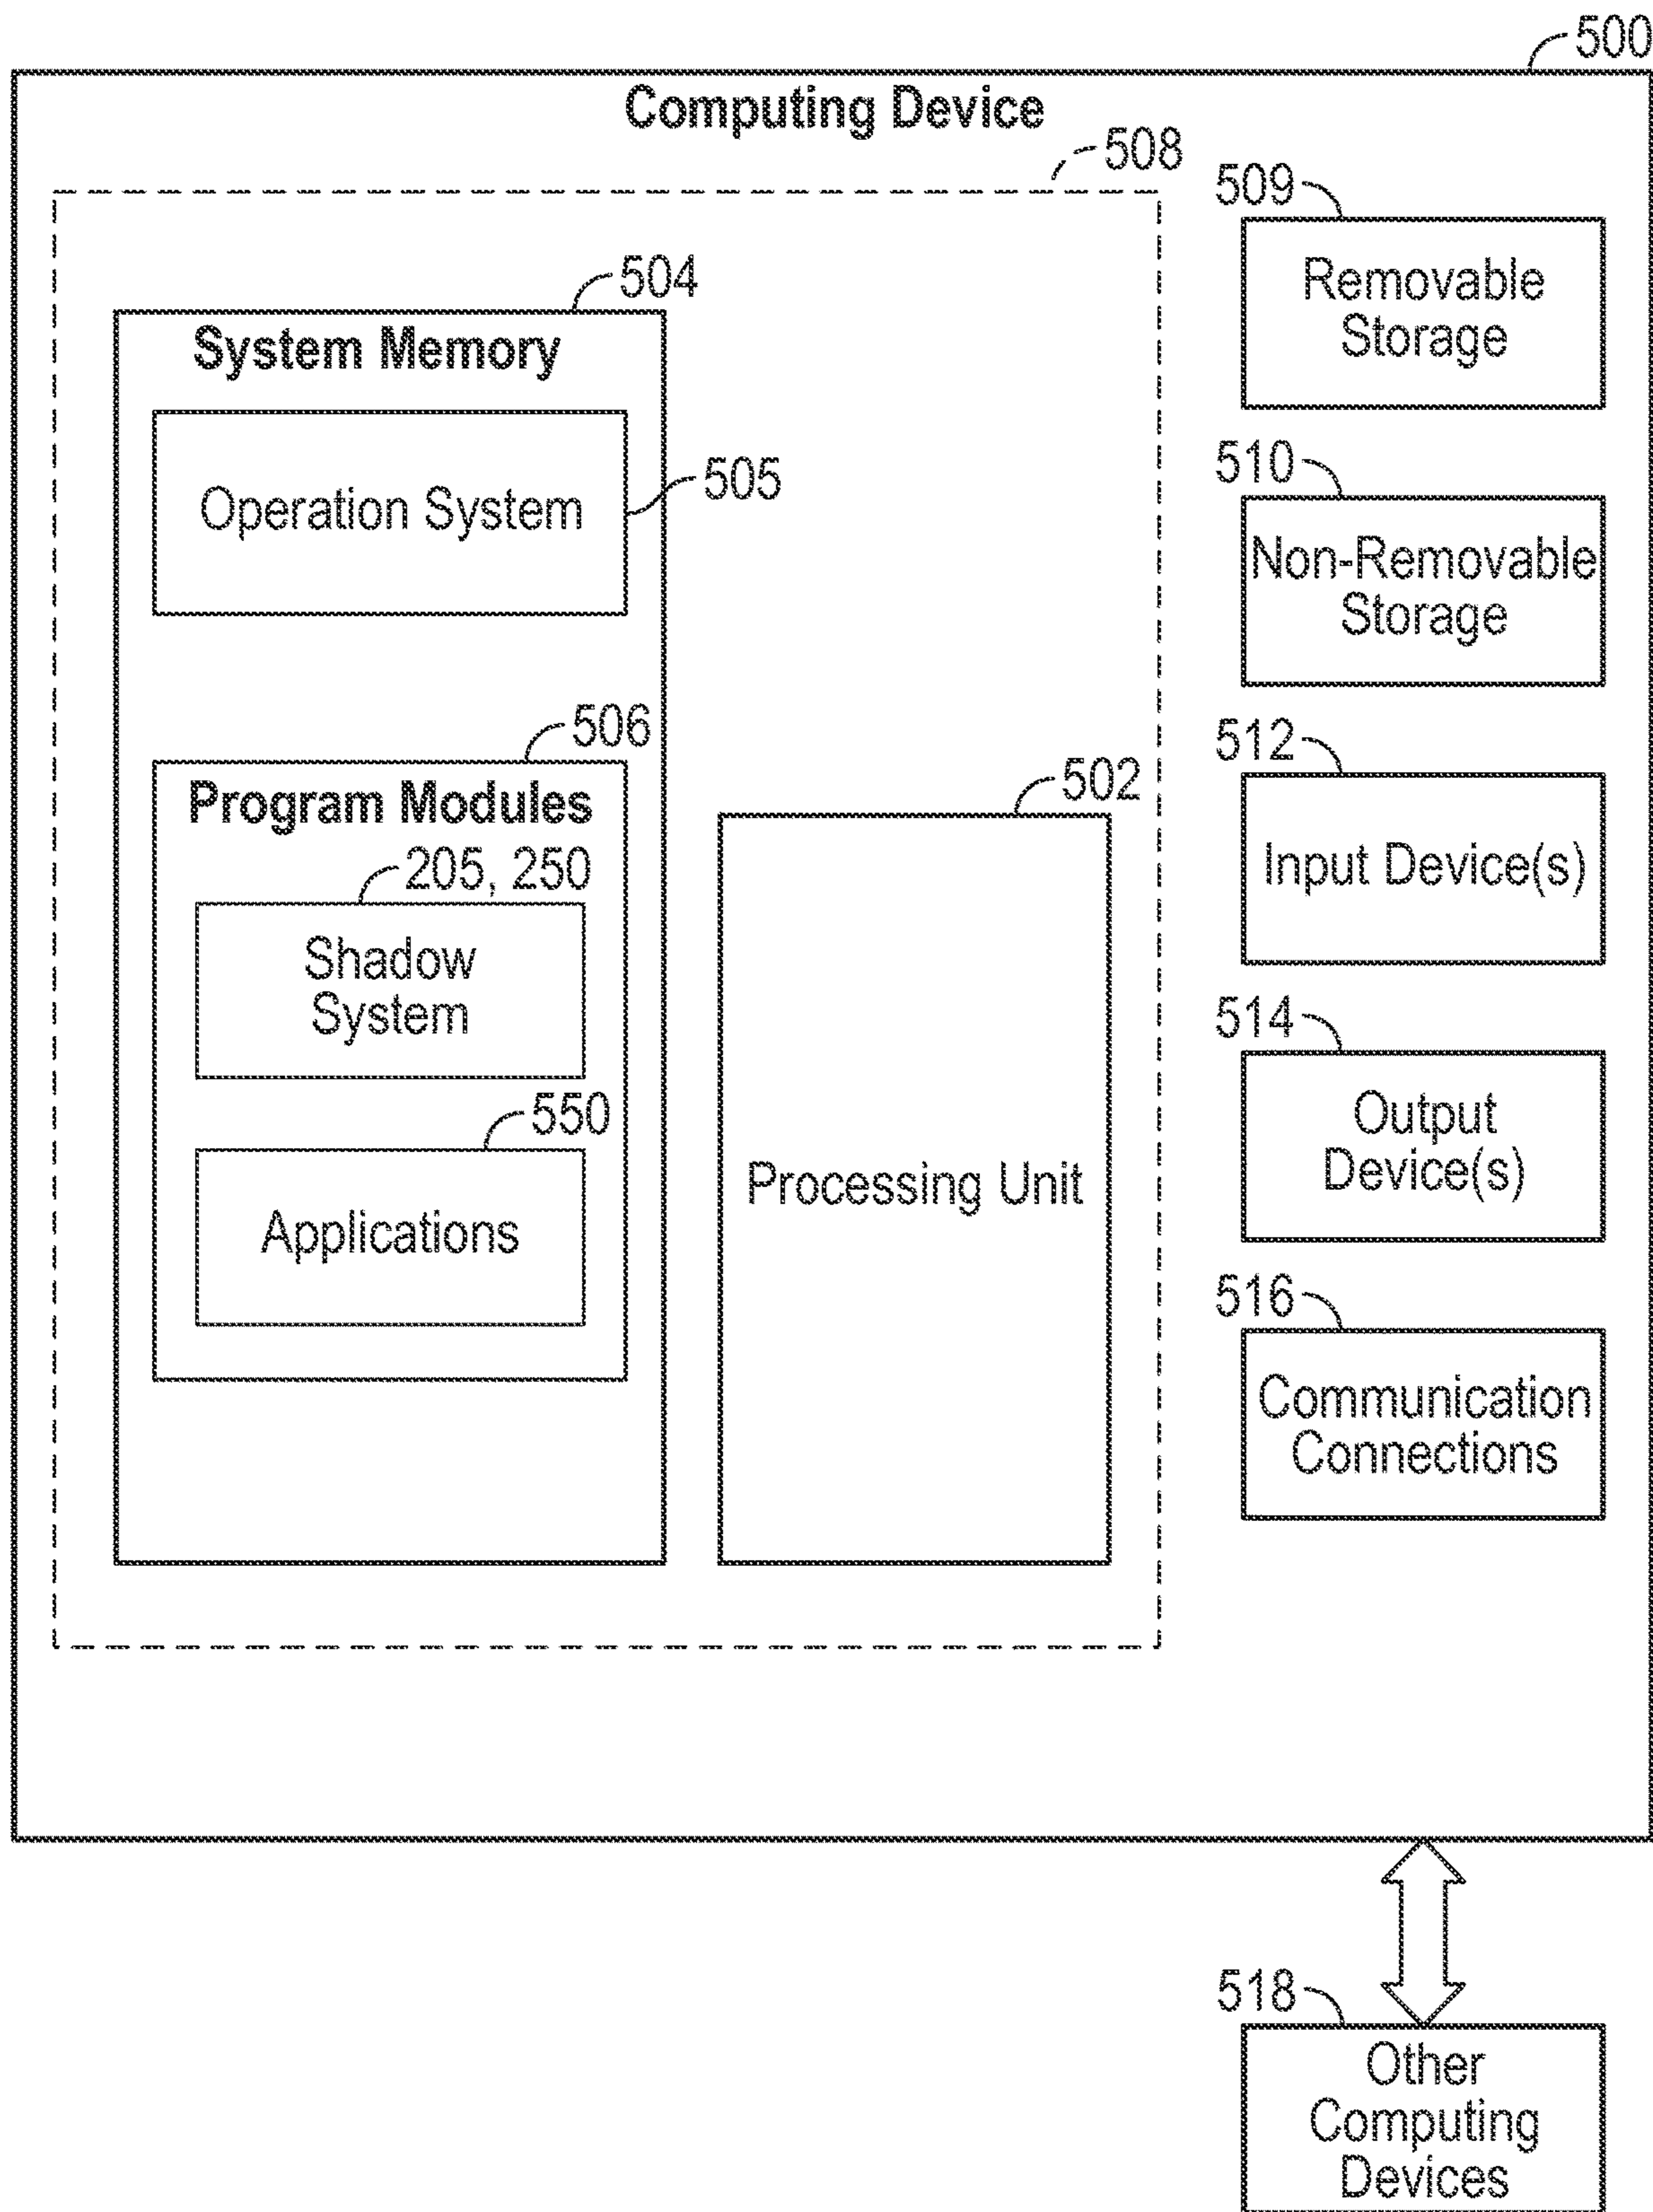 500
Computing Device
508
504
System Memory
Operation System
505
506
Program Modules
205, 250
Shadow
System
550
Applications
502
Processing Unit
509
Removable
Storage
510
Non-Removable
Storage
512
Input Device(s)
514
Output
Device(s)
516
Communication
Connections
518
Other
Computing
Devices